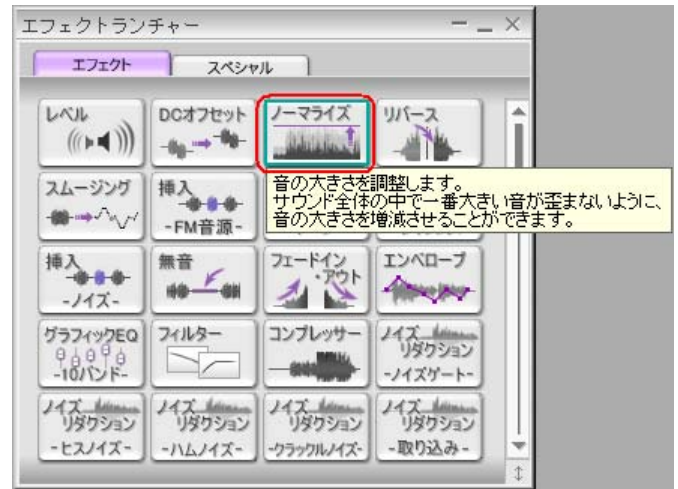 エフェクトランチャー
エフェクト
スペシャル
レベル
DCオフセット
ノーマライズ
リバース
音の大きさを調整します。
サウンド全体の中で一番大きい音が歪まないように、
音の大きさを増減させることができます。
スムージング
挿入
-FM音源-
挿入
-ノイズ-
無音
フェードイン
・アウト
エンベロープ
グラフィックEQ
-10バンド-
フィルター
コンプレッサー
ノイズ
リダクション
-ノイズゲート-
ノイズ
リダクション
-ヒスノイズ-
ノイズ
リダクション
-ハムノイズ-
ノイズ
リダクション
-クラックルノイズ-
ノイズ
リダクション
-取り込み-